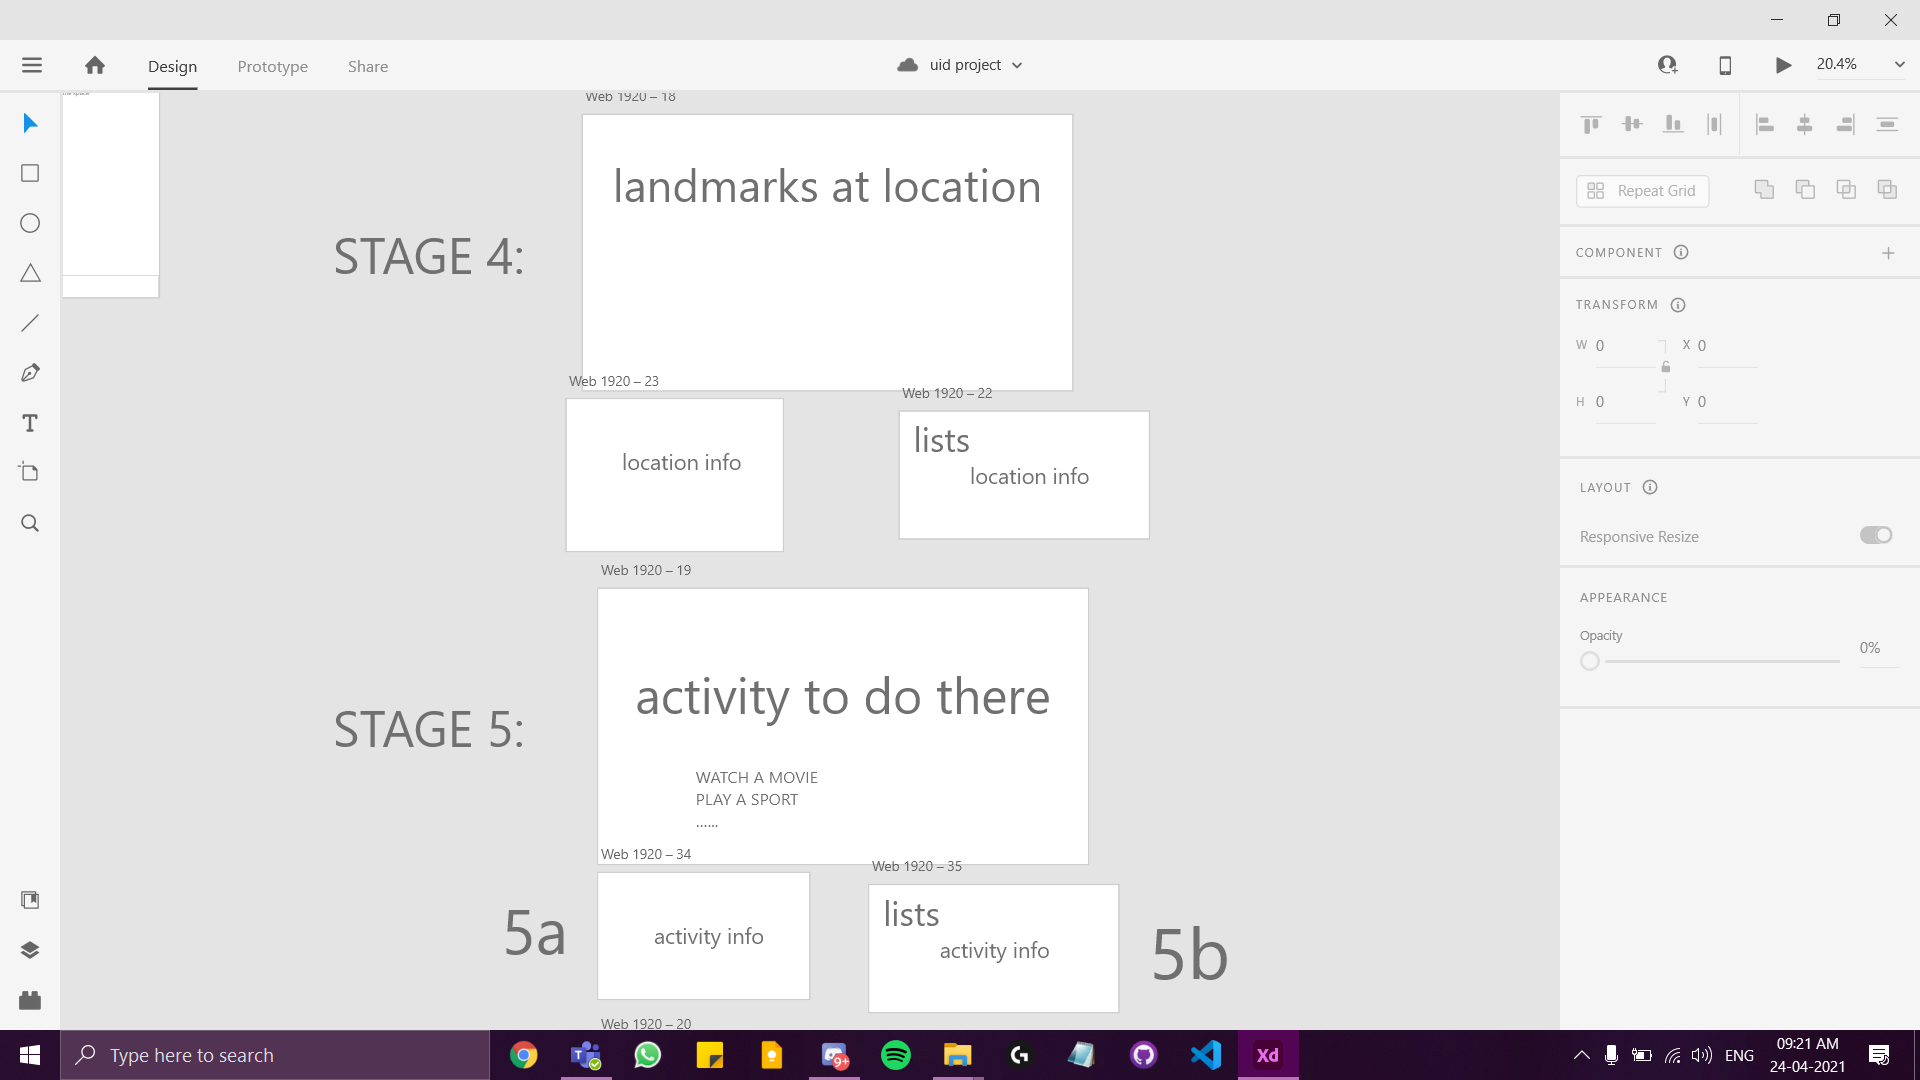 Design
Prototype
Share
uid project
20.4%
Web 1920 – 18
landmarks at location
STAGE 4:
Web 1920 – 23
Web 1920 – 22
location info
lists
location info
Web 1920 – 19
activity to do there
STAGE 5:
WATCH A MOVIE
PLAY A SPORT
......
Web 1920 – 34
Web 1920 – 35
5a
activity info
lists
activity info
5b
Web 1920 – 20
Repeat Grid
COMPONENT
TRANSFORM
W 0
X 0
H 0
Y 0
LAYOUT
Responsive Resize
APPEARANCE
Opacity
0%
Type here to search
9+
Xd
ENG
09:21 AM
24-04-2021